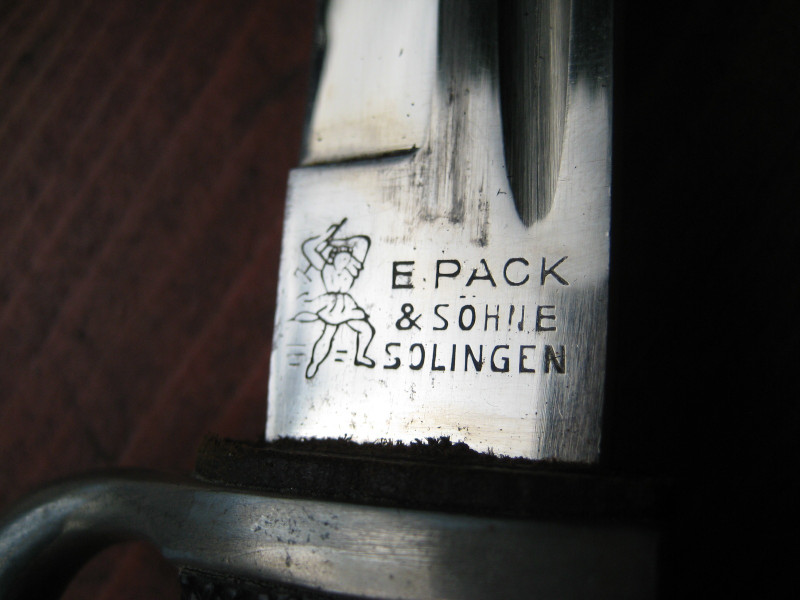 E. PACK
& SÖHNE
SOLINGEN